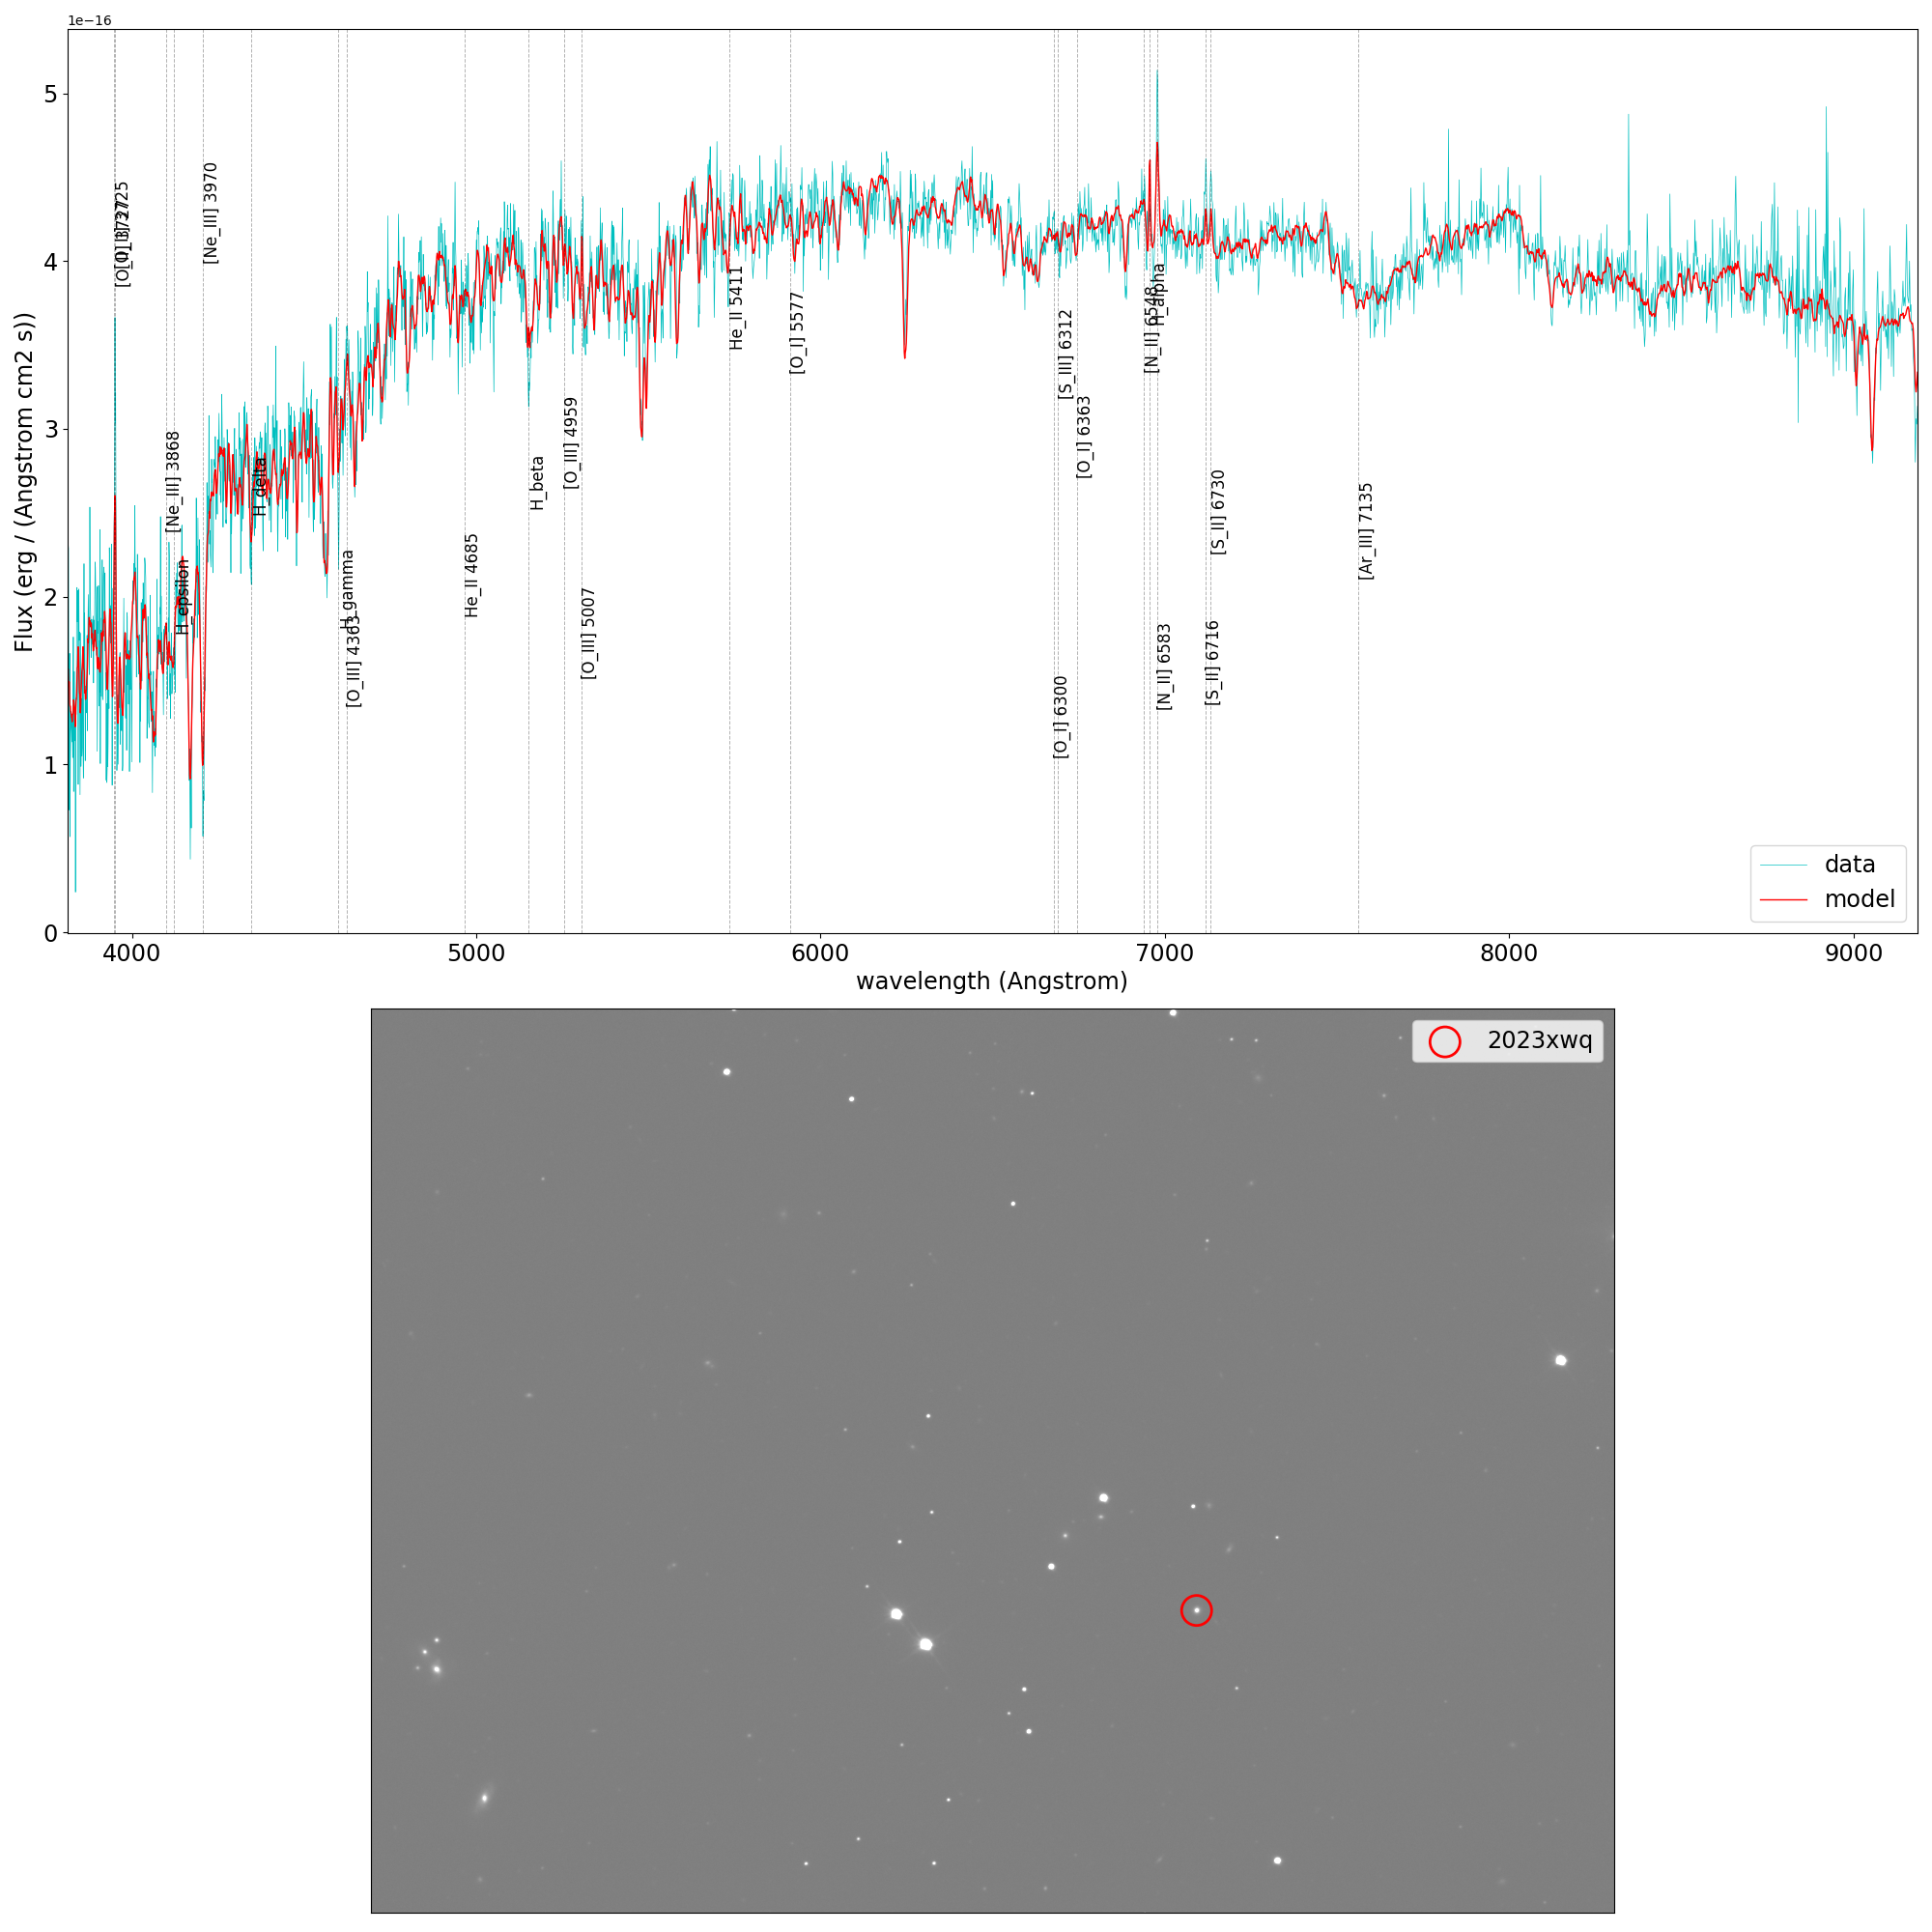 1e−16
Flux (erg / (Angstrom cm2 s))
5
4
3
2
1
0
[Ne_III] 3970
[Ne_III] 3868
H_epsilon
H_delta
H_gamma
[O_III] 4363
He_II 4685
H_beta
[O_III] 4959
[O_III] 5007
He_II 5411
[O_I] 5577
[S_III] 6312
[O_I] 6300
[O_I] 6363
[N_II] 6548
H_alpha
[N_II] 6583
[S_II] 6716
[S_II] 6730
[Ar_III] 7135
data
model
4000 5000 6000 7000 8000 9000
wavelength (Angstrom)
2023xwq